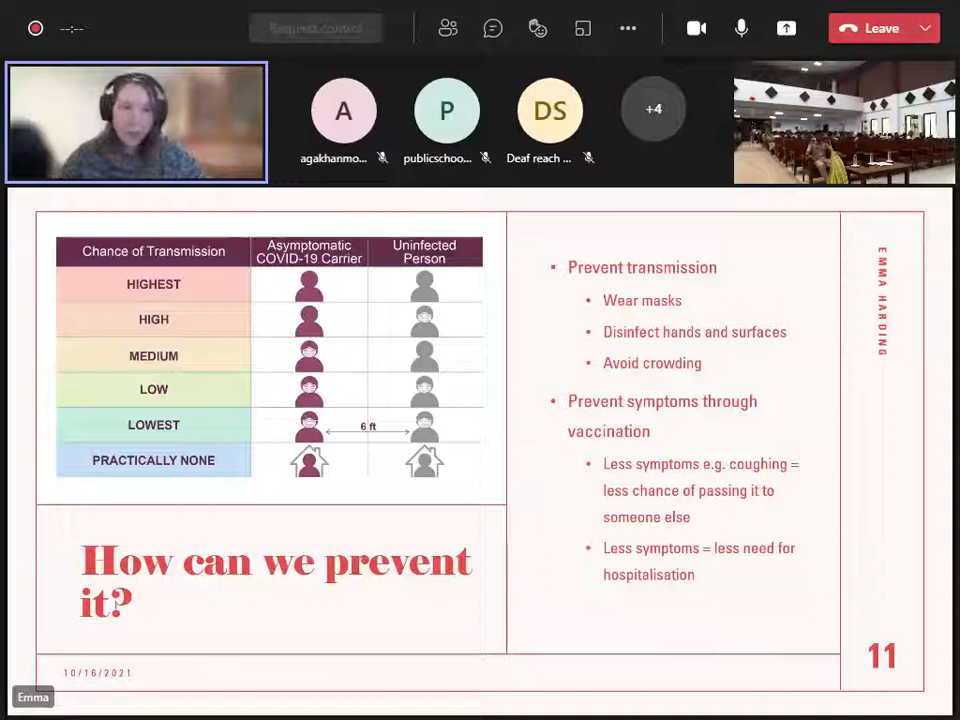 --:--
Request control
Leave
A
P
DS
+4
agakhanmo...
publicschoo...
Deaf reach ...
Chance of Transmission
Asymptomatic
COVID-19 Carrier
Uninfected
Person
HIGHEST
HIGH
MEDIUM
LOW
LOWEST
6 ft
PRACTICALLY NONE
How can we prevent
it?
• Prevent transmission
• Wear masks
• Disinfect hands and surfaces
• Avoid crowding
• Prevent symptoms through
vaccination
• Less symptoms e.g. coughing =
less chance of passing it to
someone else
• Less symptoms = less need for
hospitalisation
EMMA HARDING
10/16/2021
11
Emma